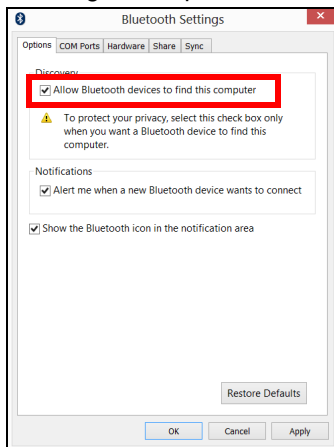 Bluetooth Settings
Options COM Ports Hardware Share Sync
Discovery
Allow Bluetooth devices to find this computer
To protect your privacy, select this check box only
when you want a Bluetooth device to find this
computer.
Notifications
Alert me when a new Bluetooth device wants to connect
Show the Bluetooth icon in the notification area
Restore Defaults
OK Cancel Apply